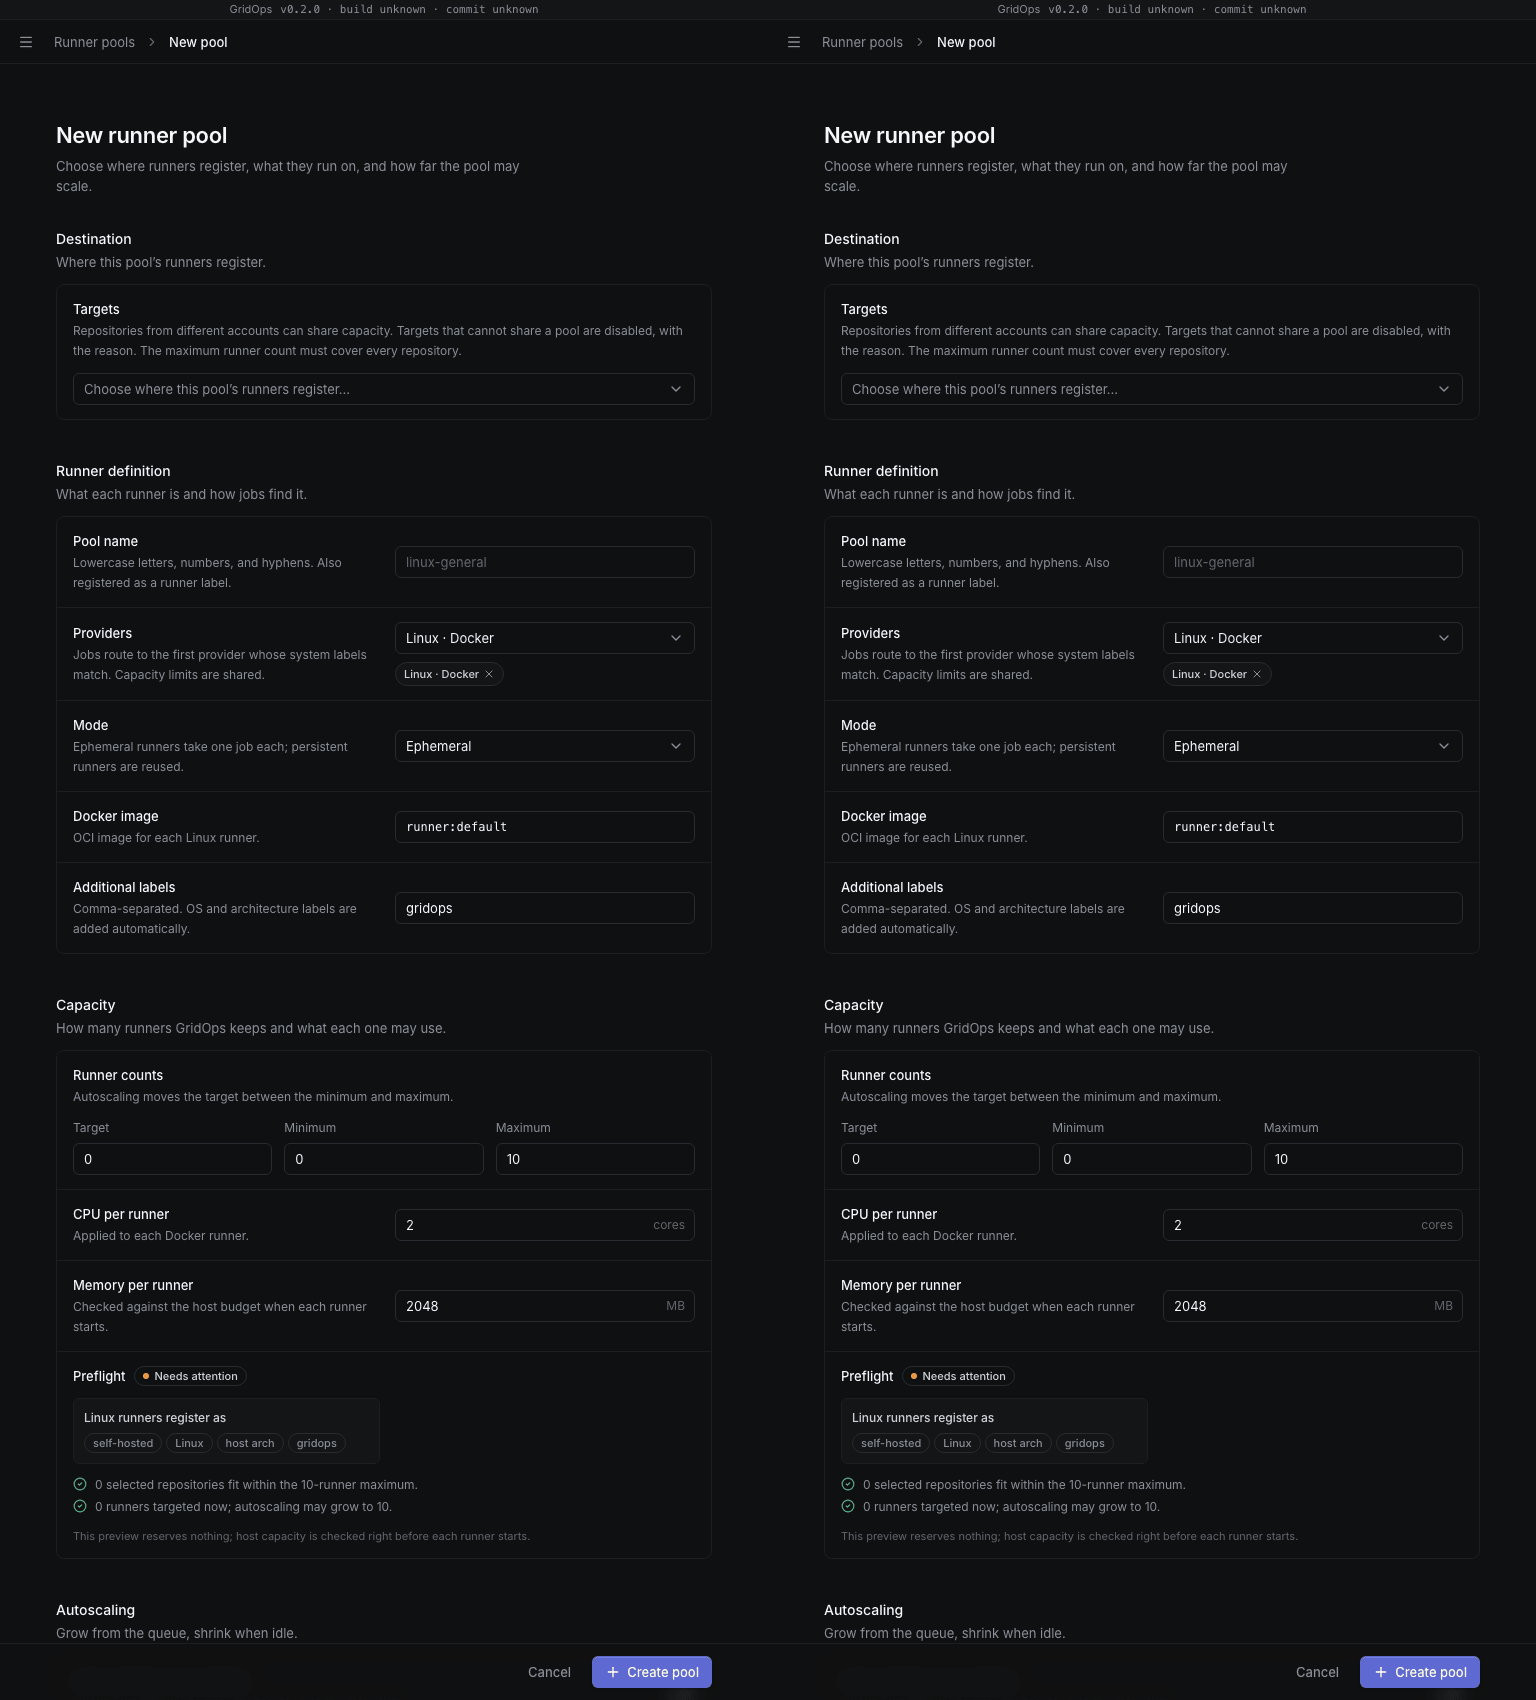 GridOps v0.2.0 · build unknown · commit unknown
Runner pools > New pool
New runner pool
Choose where runners register, what they run on, and how far the pool may
scale.
Destination
Where this pool’s runners register.
Targets
Repositories from different accounts can share capacity. Targets that cannot share a pool are disabled, with
the reason. The maximum runner count must cover every repository.
Choose where this pool’s runners register...
Runner definition
What each runner is and how jobs find it.
Pool name
Lowercase letters, numbers, and hyphens. Also
registered as a runner label.
linux-general
Providers
Jobs route to the first provider whose system labels
match. Capacity limits are shared.
Linux · Docker
Linux · Docker
Mode
Ephemeral runners take one job each; persistent
runners are reused.
Ephemeral
Docker image
OCI image for each Linux runner.
runner:default
Additional labels
Comma-separated. OS and architecture labels are
added automatically.
gridops
Capacity
How many runners GridOps keeps and what each one may use.
Runner counts
Autoscaling moves the target between the minimum and maximum.
Target Minimum Maximum
0 0 10
CPU per runner
Applied to each Docker runner.
2 cores
Memory per runner
Checked against the host budget when each runner
starts.
2048 MB
Preflight Needs attention
Linux runners register as
self-hosted Linux host arch gridops
0 selected repositories fit within the 10-runner maximum.
0 runners targeted now; autoscaling may grow to 10.
This preview reserves nothing; host capacity is checked right before each runner starts.
Autoscaling
Grow from the queue, shrink when idle.
Cancel + Create pool
GridOps v0.2.0 · build unknown · commit unknown
Runner pools > New pool
New runner pool
Choose where runners register, what they run on, and how far the pool may
scale.
Destination
Where this pool’s runners register.
Targets
Repositories from different accounts can share capacity. Targets that cannot share a pool are disabled, with
the reason. The maximum runner count must cover every repository.
Choose where this pool’s runners register...
Runner definition
What each runner is and how jobs find it.
Pool name
Lowercase letters, numbers, and hyphens. Also
registered as a runner label.
linux-general
Providers
Jobs route to the first provider whose system labels
match. Capacity limits are shared.
Linux · Docker
Linux · Docker
Mode
Ephemeral runners take one job each; persistent
runners are reused.
Ephemeral
Docker image
OCI image for each Linux runner.
runner:default
Additional labels
Comma-separated. OS and architecture labels are
added automatically.
gridops
Capacity
How many runners GridOps keeps and what each one may use.
Runner counts
Autoscaling moves the target between the minimum and maximum.
Target Minimum Maximum
0 0 10
CPU per runner
Applied to each Docker runner.
2 cores
Memory per runner
Checked against the host budget when each runner
starts.
2048 MB
Preflight Needs attention
Linux runners register as
self-hosted Linux host arch gridops
0 selected repositories fit within the 10-runner maximum.
0 runners targeted now; autoscaling may grow to 10.
This preview reserves nothing; host capacity is checked right before each runner starts.
Autoscaling
Grow from the queue, shrink when idle.
Cancel + Create pool